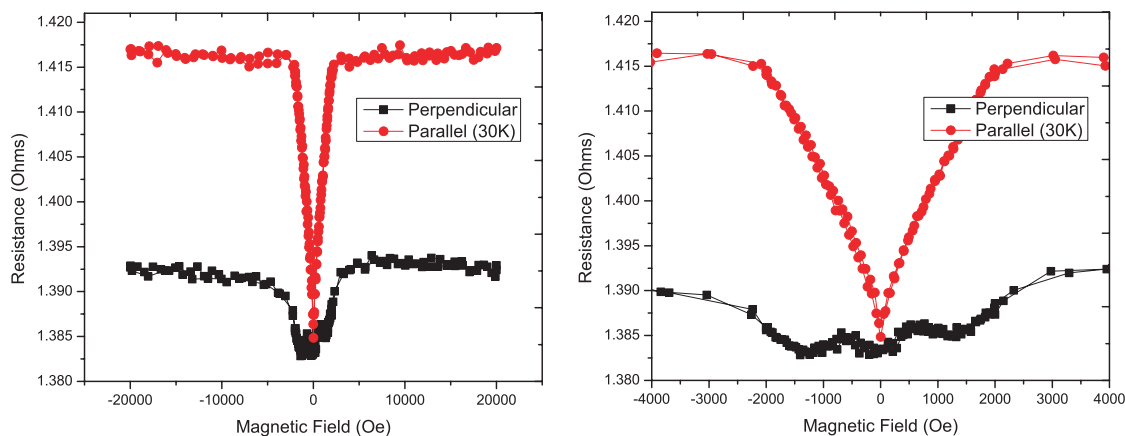 1.420
1.415
1.410
1.405
1.400
1.395
1.390
1.385
1.380
Resistance (Ohms)
Perpendicular
Parallel (30K)
-20000 -10000 0 10000 20000
Magnetic Field (Oe)
1.420
1.415
1.410
1.405
1.400
1.395
1.390
1.385
1.380
Resistance (Ohms)
Perpendicular
Parallel (30K)
-4000 -3000 -2000 -1000 0 1000 2000 3000 4000
Magnetic Field (Oe)